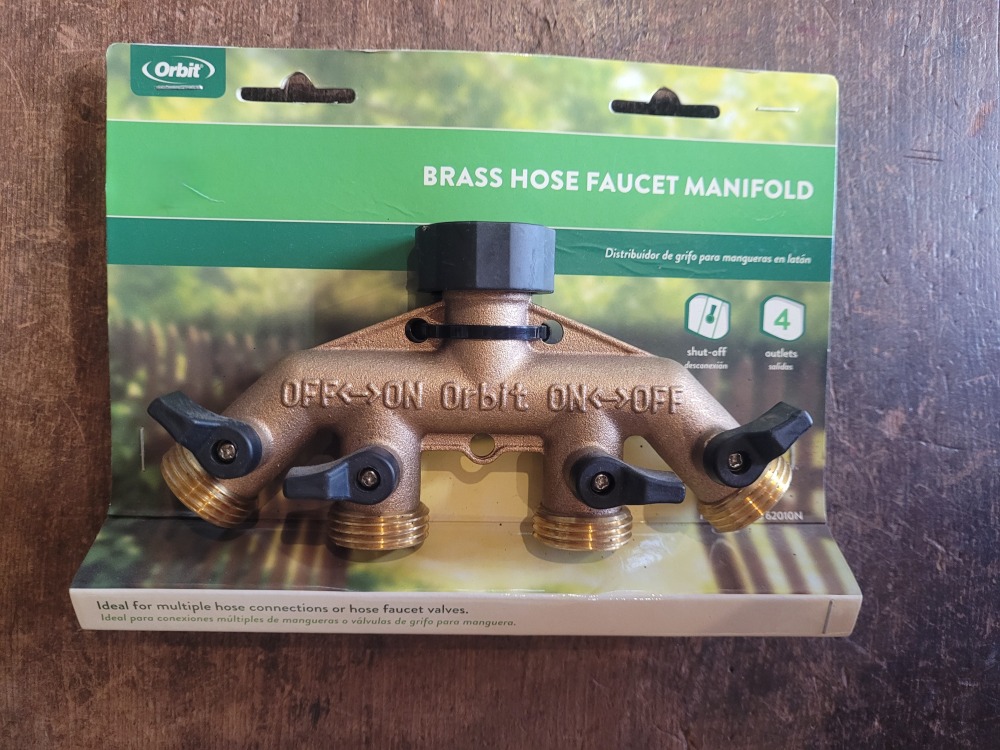 Orbit
BRASS HOSE FAUCET MANIFOLD
Distribuidor de grifo para mangueras en latón
4
shut-off
desconexión
outlets
salidas
OFF<->ON Orbit ON<->OFF
62010N
Ideal for multiple hose connections or hose faucet valves.
Ideal para conexiones múltiples de mangueras o válvulas de grifo para manguera.